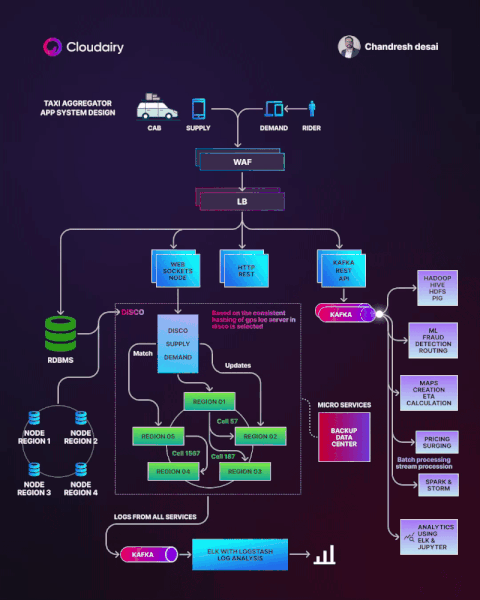 Cloudairy
Chandresh desai
TAXI AGGREGATOR
APP SYSTEM DESIGN
CAB
SUPPLY
DEMAND
RIDER
WAF
LB
WEB
SOCKETS
NODE
HTTP
REST
KAFKA
REST
API
KAFKA
HADOOP
HIVE
HDFS
PIG
DISCO
Based on the consistent
hashing of
server in
disco is selected
RDBMS
DISCO
SUPPLY
DEMAND
Match
Updates
ML
FRAUD
DETECTION
ROUTING
MAPS
CREATION
ETA
CALCULATION
REGION 01
Cell 57
MICRO SERVICES
NODE
REGION 1
NODE
REGION 2
REGION 05
REGION 02
BACKUP
DATA
CENTER
PRICING
SURGING
Cell 1587
Cell 187
Batch processing
stream procession
REGION 04
REGION 03
NODE
REGION 3
NODE
REGION 4
SPARK &
STORM
LOGS FROM ALL SERVICES
ANALYTICS
USING
ELK &
JUPYTER
KAFKA
ELK WITH LOGSTASH
LOG ANALYSIS